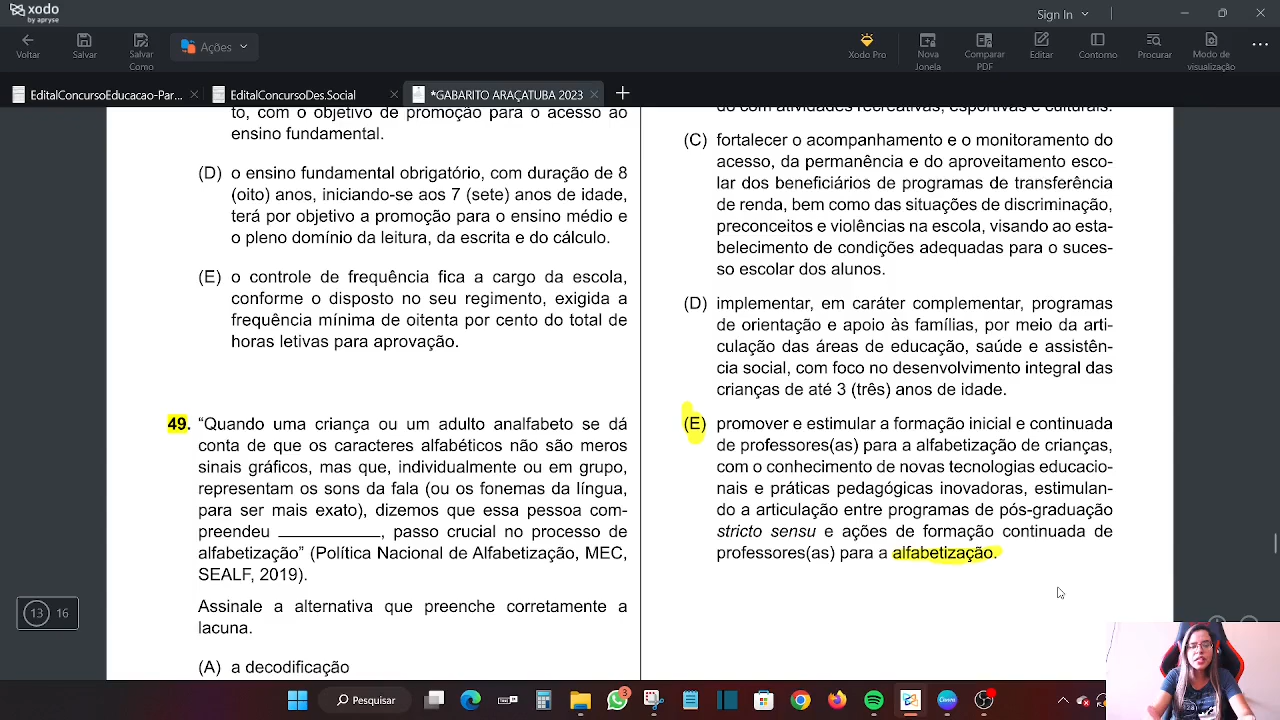 xodo
by apryse
Sign In
Voltar
Salvar
Salvar
Como
Ações
Xodo Pro
Nova
Jonela
Comparar
PDF
Editar
Contorno
Procurar
Modo de
visualização
EditalConcursoEducacao-Par...
EditalConcursoDes.Social
*GABARITO ARAÇATUBA 2023
to, com o objetivo de promoção para o acesso ao
ensino fundamental.
(D) o ensino fundamental obrigatório, com duração de 8
(oito) anos, iniciando-se aos 7 (sete) anos de idade,
terá por objetivo a promoção para o ensino médio e
o pleno domínio da leitura, da escrita e do cálculo.
(E) o controle de frequência fica a cargo da escola,
conforme o disposto no seu regimento, exigida a
frequência mínima de oitenta por cento do total de
horas letivas para aprovação.
49. “Quando uma criança ou um adulto analfabeto se dá
conta de que os caracteres alfabéticos não são meros
sinais gráficos, mas que, individualmente ou em grupo,
representam os sons da fala (ou os fonemas da língua,
para ser mais exato), dizemos que essa pessoa com-
preendeu ___________, passo crucial no processo de
alfabetização” (Política Nacional de Alfabetização, MEC,
SEALF, 2019).
Assinale a alternativa que preenche corretamente a
lacuna.
(A) a decodificação
do com atividades recreativas, esportivas e culturais.
(C) fortalecer o acompanhamento e o monitoramento do
acesso, da permanência e do aproveitamento esco-
lar dos beneficiários de programas de transferência
de renda, bem como das situações de discriminação,
preconceitos e violências na escola, visando ao esta-
belecimento de condições adequadas para o suces-
so escolar dos alunos.
(D) implementar, em caráter complementar, programas
de orientação e apoio às famílias, por meio da arti-
culação das áreas de educação, saúde e assistên-
cia social, com foco no desenvolvimento integral das
crianças de até 3 (três) anos de idade.
(E) promover e estimular a formação inicial e continuada
de professores(as) para a alfabetização de crianças,
com o conhecimento de novas tecnologias educacio-
nais e práticas pedagógicas inovadoras, estimulan-
do a articulação entre programas de pós-graduação
stricto sensu e ações de formação continuada de
professores(as) para a alfabetização.
13 16
Pesquisar
3